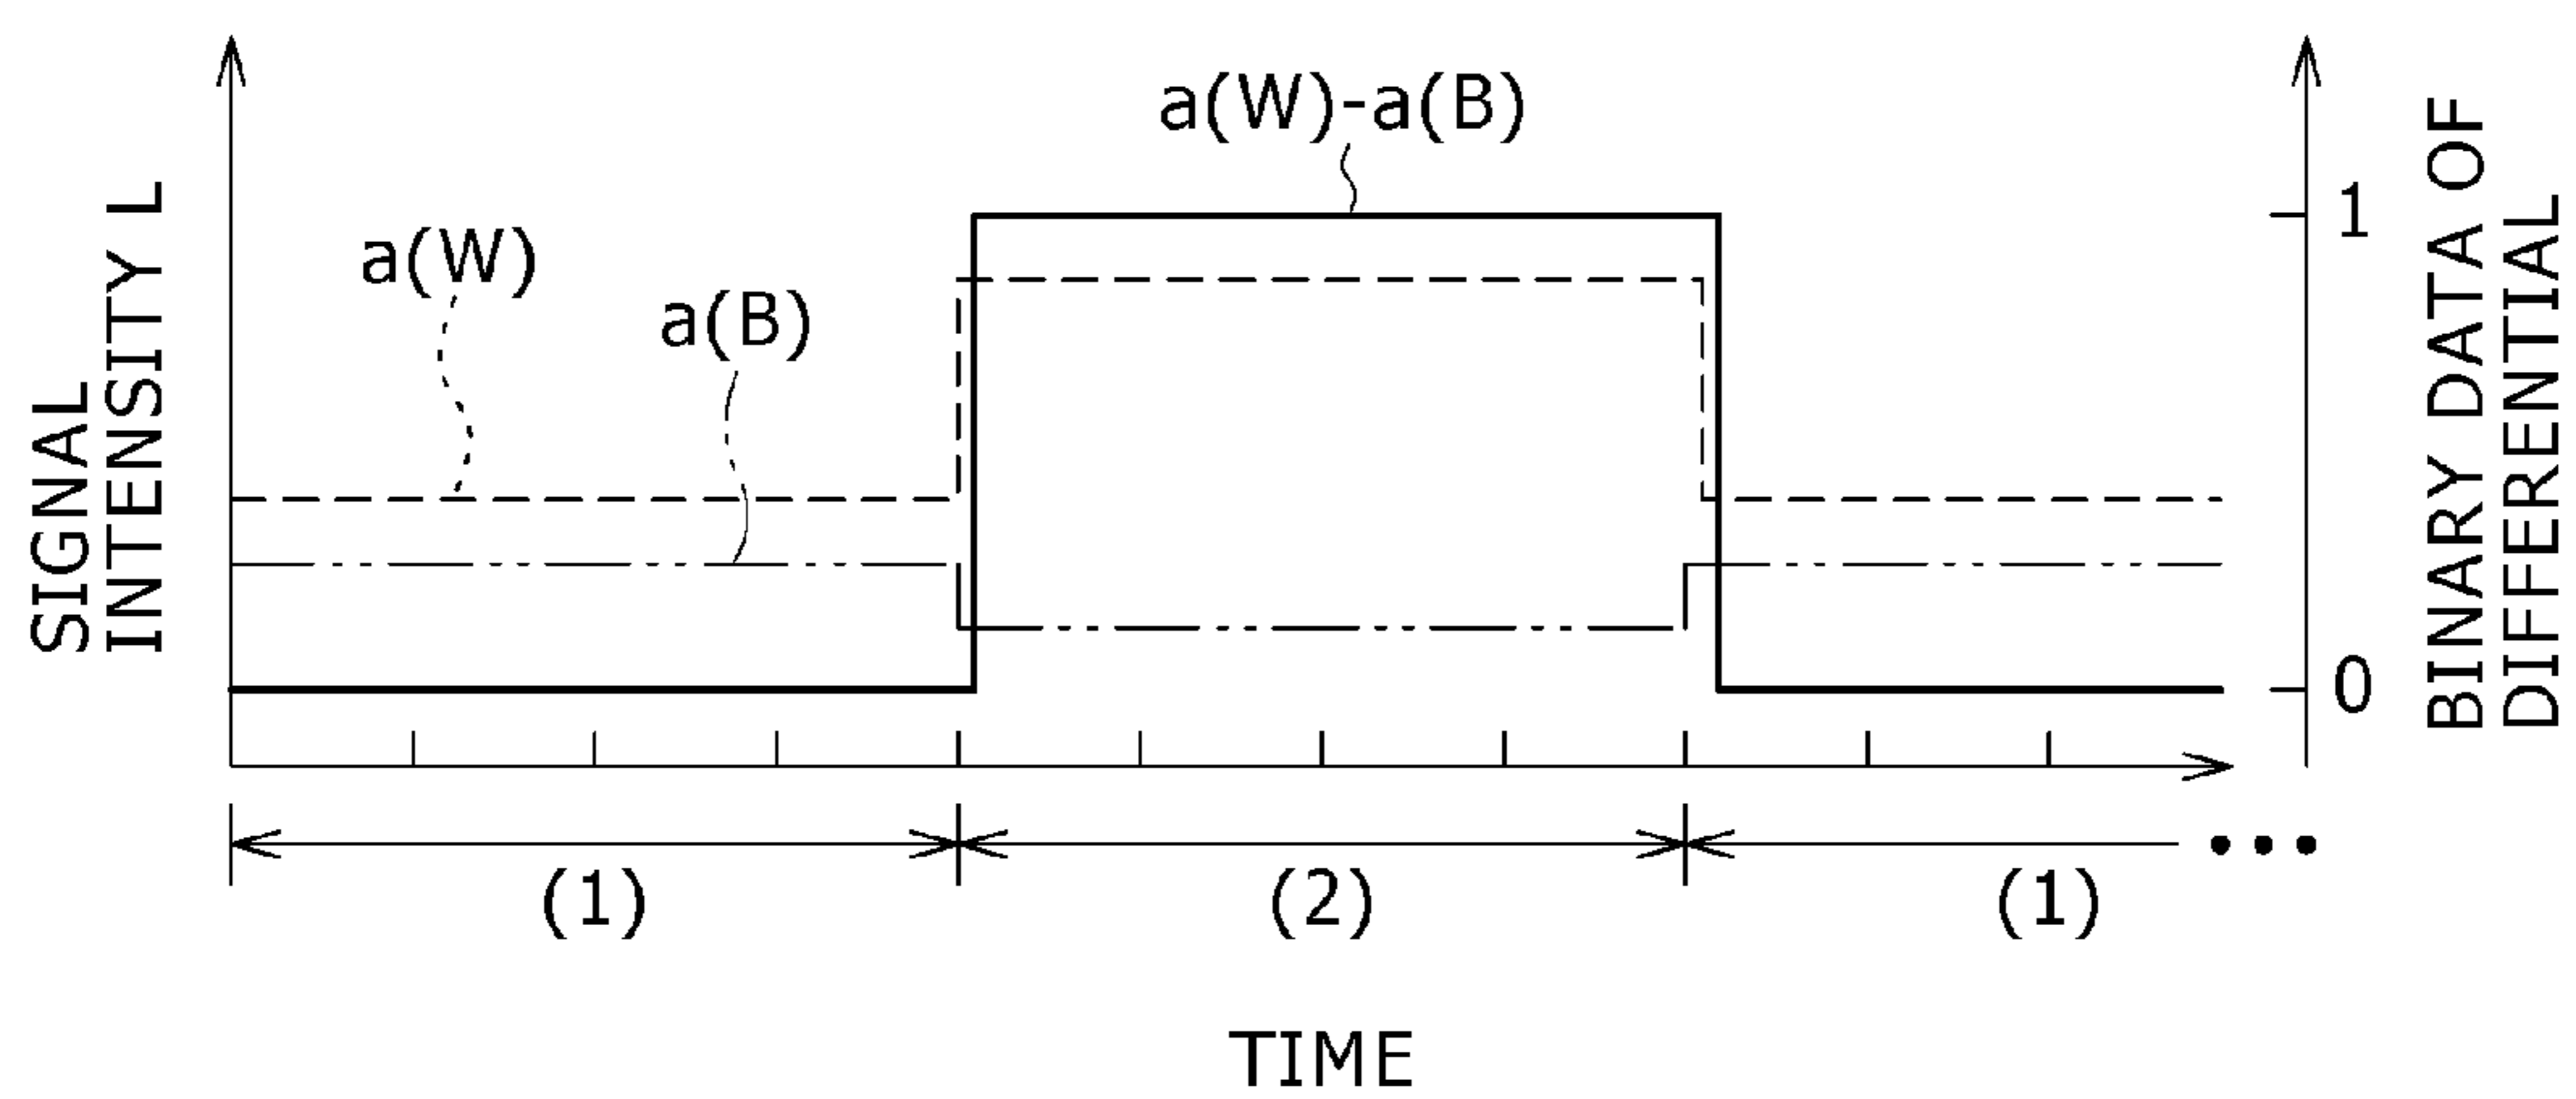 SIGNAL
INTENSITY L
a(W)
a(B)
a(W)-a(B)
1
0
BINARY DATA OF
DIFFERENTIAL
(1)
(2)
(1)
TIME